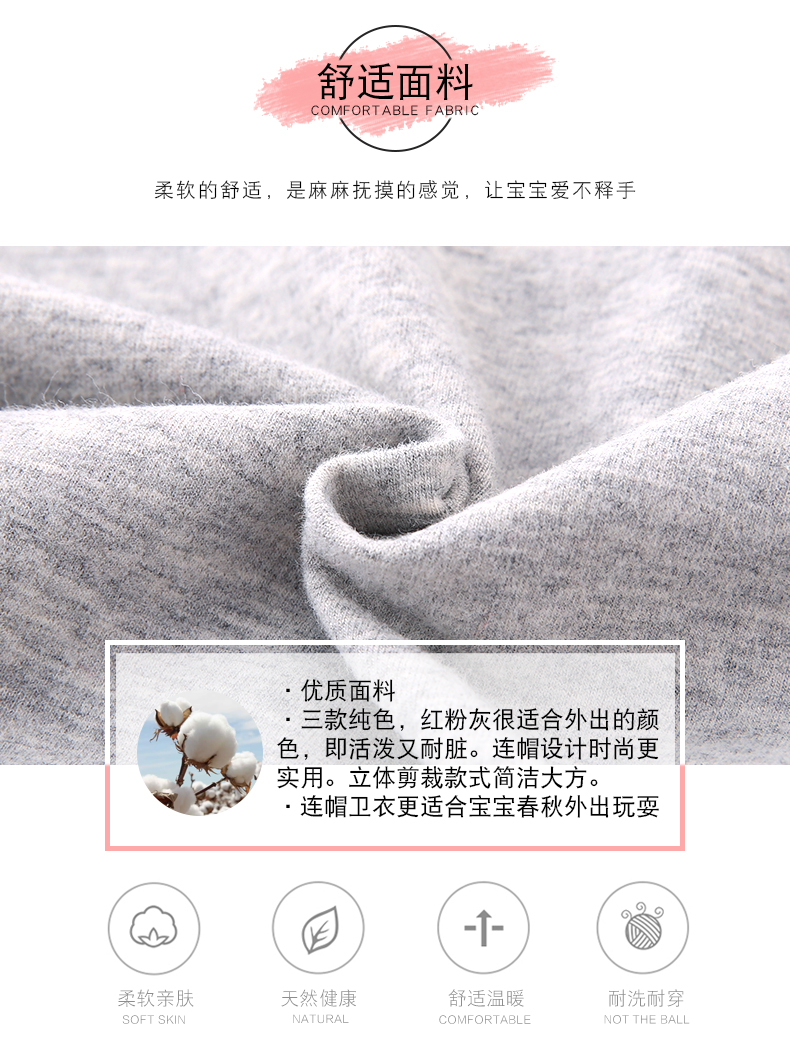 舒适面料
COMFORTABLE FABRIC
柔软的舒适，是麻麻抚摸的感觉，让宝宝爱不释手
·优质面料
·三款纯色，红粉灰很适合外出的颜
色，即活泼又耐脏。连帽设计时尚更
实用。立体剪裁款式简洁大方。
·连帽卫衣更适合宝宝春秋外出玩耍
柔软亲肤 天然健康 舒适温暖 耐洗耐穿
SOFT SKIN NATURAL COMFORTABLE NOT THE BALL